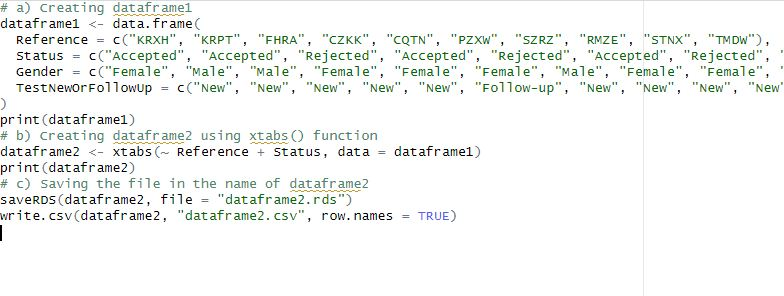 # a) Creating dataframe1
dataframe1 <- data.frame(
  Reference = c("KRXH", "KRPT", "FHRA", "CZKK", "CQTN", "PZXW", "SZRZ", "RMZE", "STNX", "TMDW"),
  Status = c("Accepted", "Accepted", "Rejected", "Accepted", "Rejected", "Accepted", "Rejected", "
  Gender = c("Female", "Male", "Male", "Female", "Female", "Female", "Male", "Female", "Female", "
  TestNewOrFollowUp = c("New", "New", "New", "New", "New", "Follow-up", "New", "New", "New", "New"
)
print(dataframe1)
# b) Creating dataframe2 using xtabs() function
dataframe2 <- xtabs(~ Reference + Status, data = dataframe1)
print(dataframe2)
# c) Saving the file in the name of dataframe2
saveRDS(dataframe2, file = "dataframe2.rds")
write.csv(dataframe2, "dataframe2.csv", row.names = TRUE)